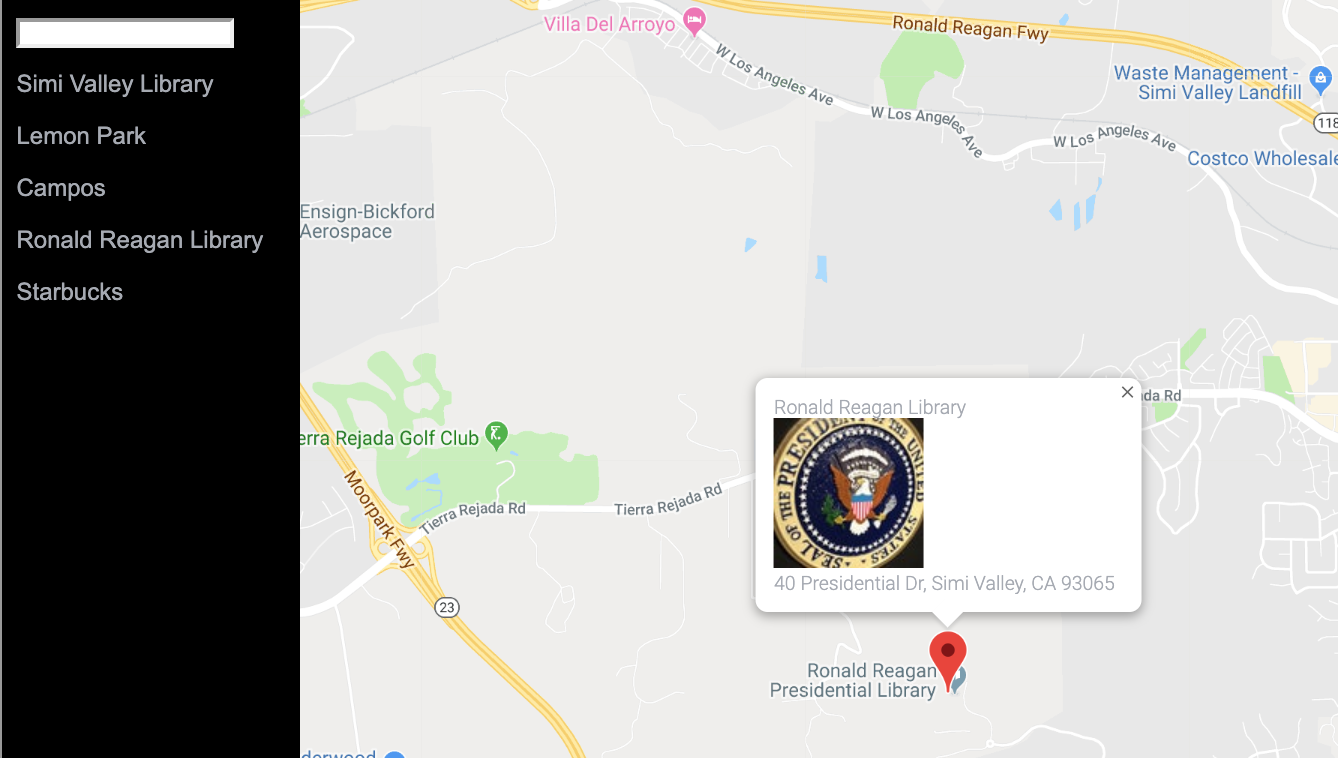 Simi Valley Library
Lemon Park
Campos
Ronald Reagan Library
Starbucks
Villa Del Arroyo
Ronald Reagan Fwy
W Los Angeles Ave
Waste Management -
Simi Valley Landfill
W Los Angeles Ave
118
W Los Angeles Ave
Costco Wholesale
Ensign-Bickford
Aerospace
da Rd
Ronald Reagan Library
SEAL OF THE PRESIDENT OF THE UNITED STATES
40 Presidential Dr, Simi Valley, CA 93065
erra Rejada Golf Club
Moorpark Fwy
Tierra Rejada Rd
Tierra Rejada Rd
23
Ronald Reagan
Presidential Library
derwood